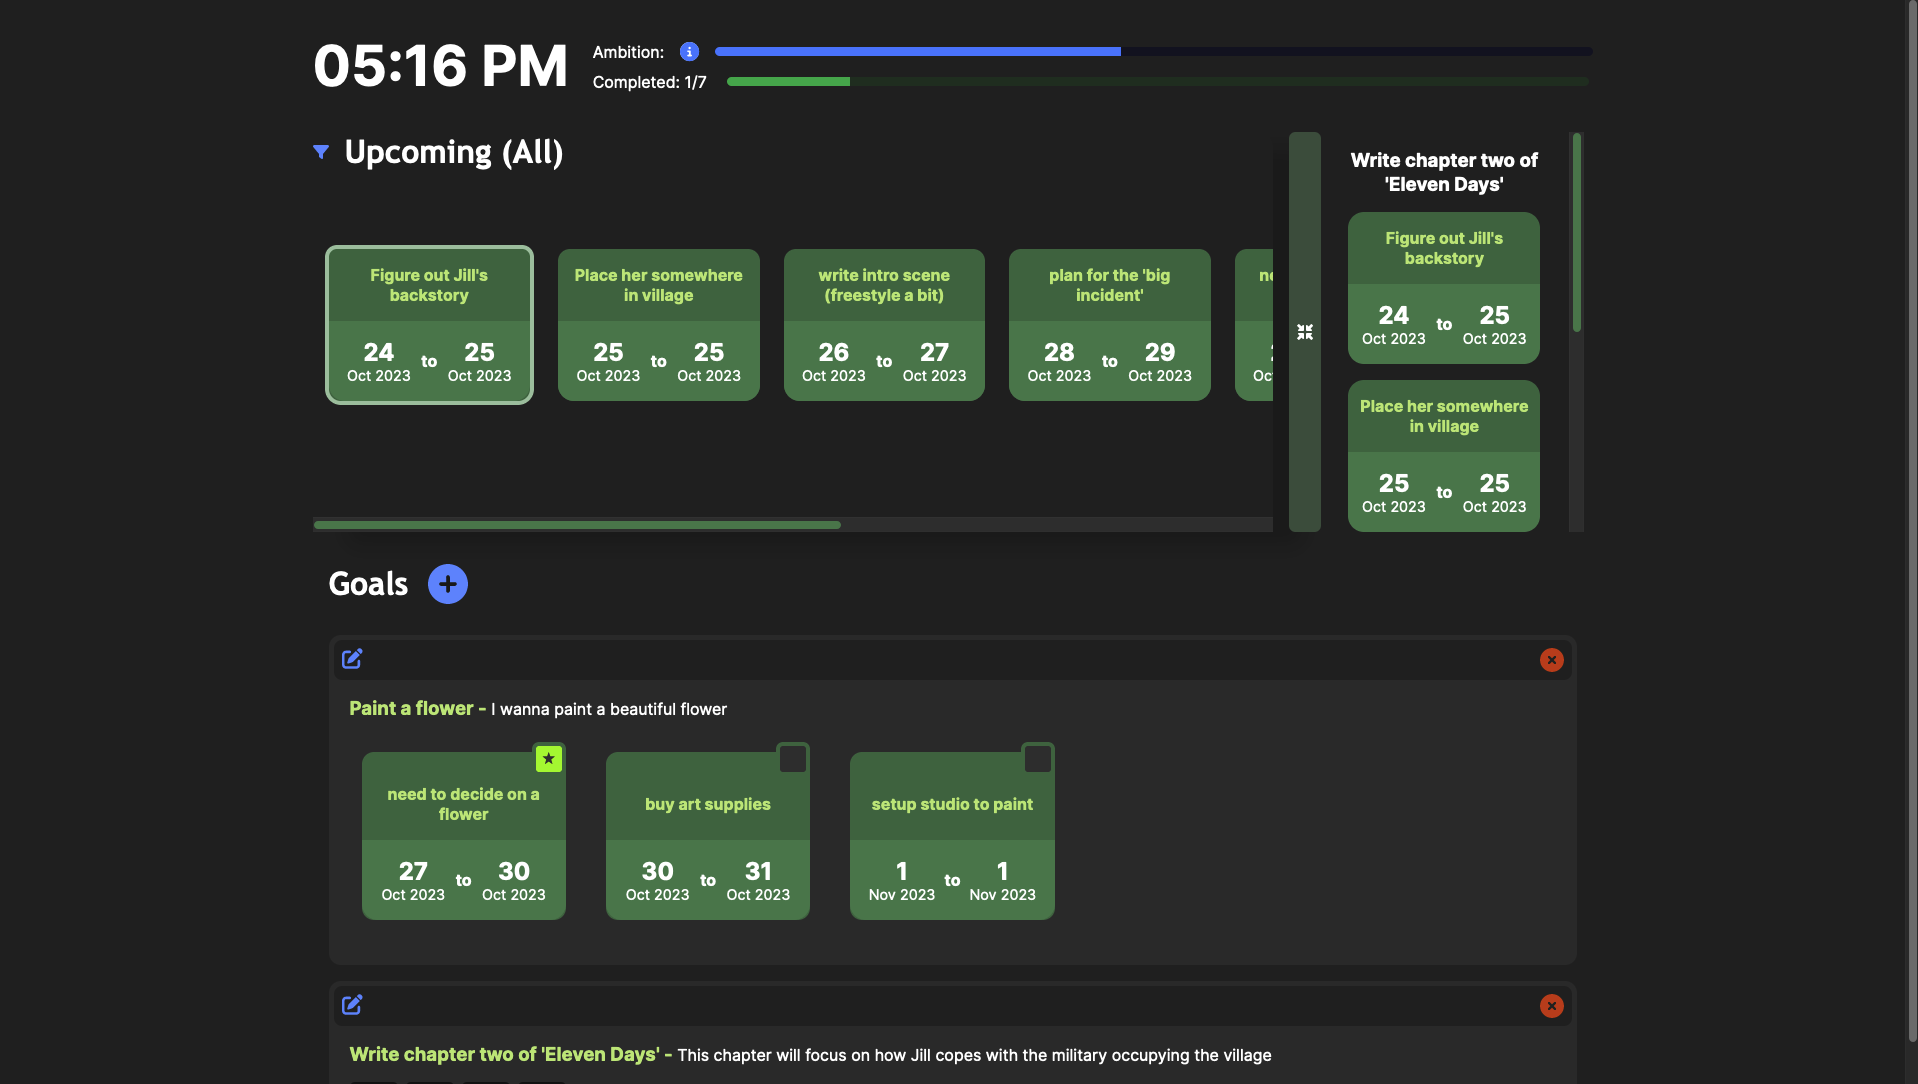 05:16 PM
Ambition:
Completed: 1/7
Upcoming (All)
Figure out Jill's
backstory
24 to 25
Oct 2023 Oct 2023
Place her somewhere
in village
25 to 25
Oct 2023 Oct 2023
write intro scene
(freestyle a bit)
26 to 27
Oct 2023 Oct 2023
plan for the 'big
incident'
28 to 29
Oct 2023 Oct 2023
Write chapter two of
'Eleven Days'
Figure out Jill's
backstory
24 to 25
Oct 2023 Oct 2023
Place her somewhere
in village
25 to 25
Oct 2023 Oct 2023
Goals
Paint a flower - I wanna paint a beautiful flower
need to decide on a
flower
27 to 30
Oct 2023 Oct 2023
buy art supplies
30 to 31
Oct 2023 Oct 2023
setup studio to paint
1 to 1
Nov 2023 Nov 2023
Write chapter two of 'Eleven Days' - This chapter will focus on how Jill copes with the military occupying the village